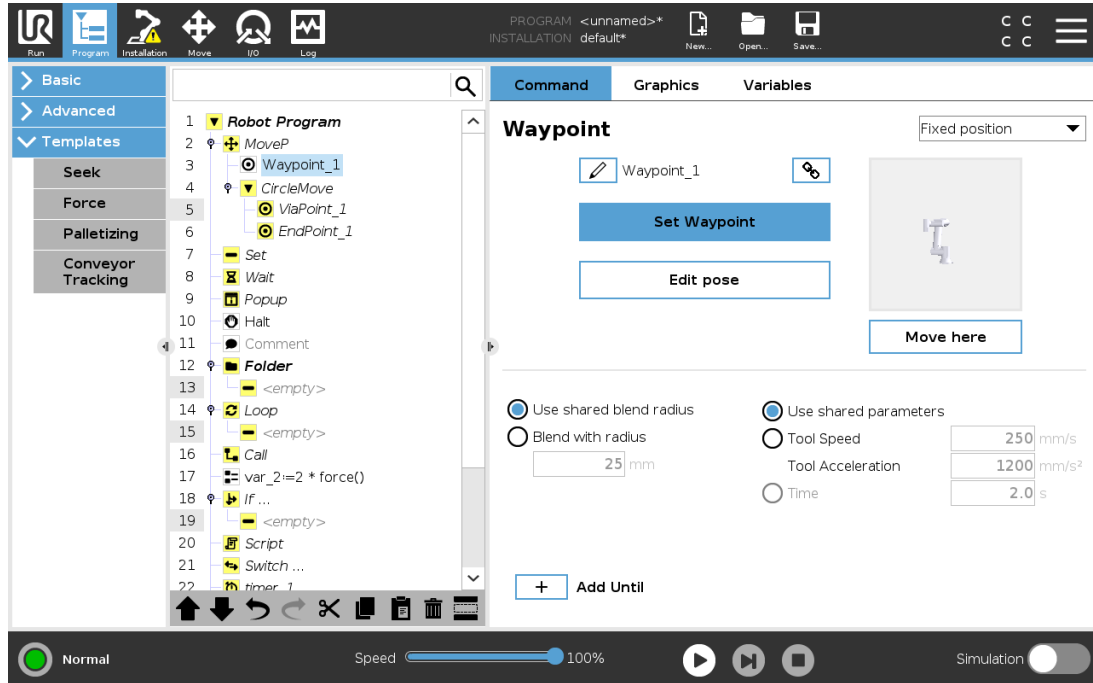 PROGRAM <unnamed>*
INSTALLATION default*
UR
Run Program Installation Move I/O Log New... Open... Save...
C C
C C
Basic
Advanced
Templates
Seek
Force
Palletizing
Conveyor
Tracking
1 Robot Program
2 MoveP
3 Waypoint_1
4 CircleMove
5 ViaPoint_1
6 EndPoint_1
7 Set
8 Wait
9 Popup
10 Halt
11 Comment
12 Folder
13 <empty>
14 Loop
15 <empty>
16 Call
17 var_2:=2 * force()
18 If ...
19 <empty>
20 Script
21 Switch ...
22 timer_1
Command Graphics Variables
Waypoint
Fixed position
Waypoint_1
Set Waypoint
Edit pose
Move here
Use shared blend radius
Blend with radius
25 mm
Use shared parameters
Tool Speed 250 mm/s
Tool Acceleration 1200 mm/s²
Time 2.0 s
+ Add Until
Normal
Speed 100%
Simulation